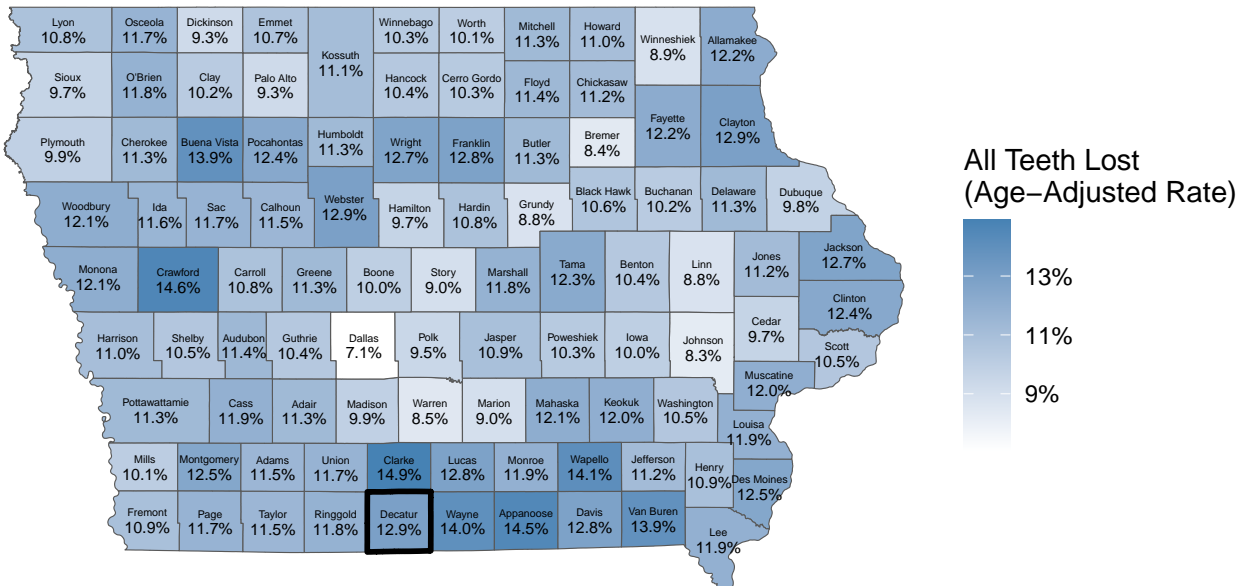 Lyon
10.8%
Osceola
11.7%
Dickinson
9.3%
Emmet
10.7%
Kossuth
11.1%
Winnebago
10.3%
Worth
10.1%
Mitchell
11.3%
Howard
11.0%
Winneshiek
8.9%
Allamakee
12.2%
Sioux
9.7%
O'Brien
11.8%
Clay
10.2%
Palo Alto
9.3%
Hancock
10.4%
Cerro Gordo
10.3%
Floyd
11.4%
Chickasaw
11.2%
Plymouth
9.9%
Cherokee
11.3%
Buena Vista
13.9%
Pocahontas
12.4%
Humboldt
11.3%
Wright
12.7%
Franklin
12.8%
Butler
11.3%
Bremer
8.4%
Fayette
12.2%
Clayton
12.9%
Woodbury
12.1%
Ida
11.6%
Sac
11.7%
Calhoun
11.5%
Webster
12.9%
Hamilton
9.7%
Hardin
10.8%
Grundy
8.8%
Black Hawk
10.6%
Buchanan
10.2%
Delaware
11.3%
Dubuque
9.8%
Monona
12.1%
Crawford
14.6%
Carroll
10.8%
Greene
11.3%
Boone
10.0%
Story
9.0%
Marshall
11.8%
Tama
12.3%
Benton
10.4%
Linn
8.8%
Jones
11.2%
Jackson
12.7%
Clinton
12.4%
Harrison
11.0%
Shelby
10.5%
Audubon
11.4%
Guthrie
10.4%
Dallas
7.1%
Polk
9.5%
Jasper
10.9%
Poweshiek
10.3%
Iowa
10.0%
Johnson
8.3%
Cedar
9.7%
Scott
10.5%
Muscatine
12.0%
Pottawattamie
11.3%
Cass
11.9%
Adair
11.3%
Madison
9.9%
Warren
8.5%
Marion
9.0%
Mahaska
12.1%
Keokuk
12.0%
Washington
10.5%
Louisa
11.9%
Mills
10.1%
Montgomery
12.5%
Adams
11.5%
Union
11.7%
Clarke
14.9%
Lucas
12.8%
Monroe
11.9%
Wapello
14.1%
Jefferson
11.2%
Henry
10.9%
Des Moines
12.5%
Fremont
10.9%
Page
11.7%
Taylor
11.5%
Ringgold
11.8%
Decatur
12.9%
Wayne
14.0%
Appanoose
14.5%
Davis
12.8%
Van Buren
13.9%
Lee
11.9%
All Teeth Lost
(Age−Adjusted Rate)
13%
11%
9%